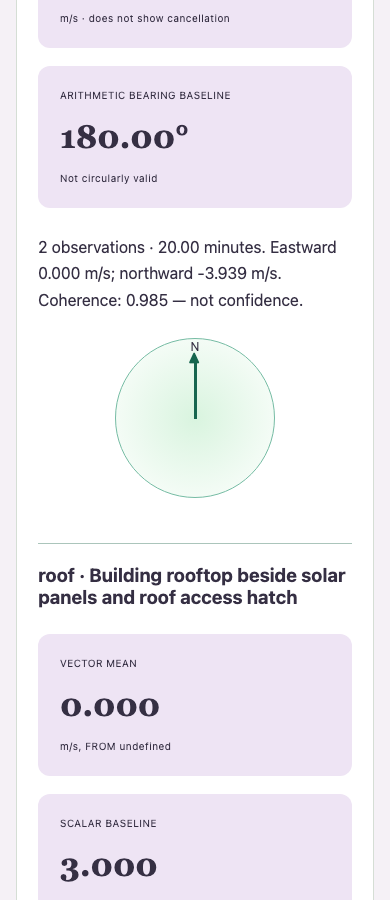 m/s · does not show cancellation
ARITHMETIC BEARING BASELINE
180.00°
Not circularly valid
2 observations · 20.00 minutes. Eastward
0.000 m/s; northward -3.939 m/s.
Coherence: 0.985 — not confidence.
N
roof · Building rooftop beside solar
panels and roof access hatch
VECTOR MEAN
0.000
m/s, FROM undefined
SCALAR BASELINE
3.000